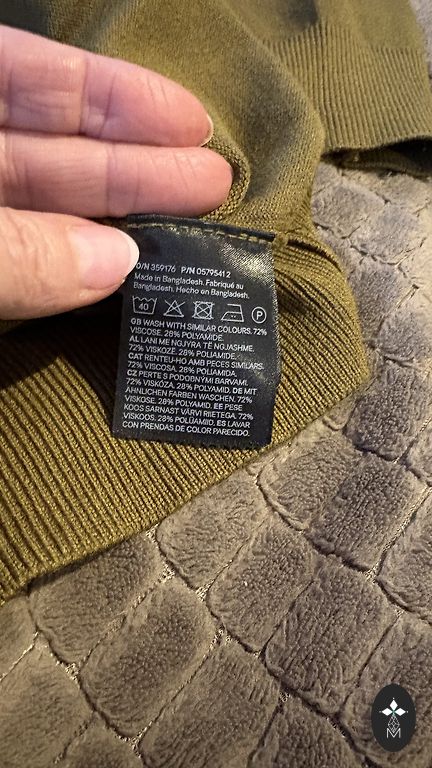 O/N 359176 P/N 05795412
Made in Bangladesh. Fabriqué au
Bangladesh. Hecho en Bangladesh.
40 P
GB WASH WITH SIMILAR COLOURS. 72%
VISCOSE. 28% POLYAMIDE.
AL LANI ME NGJYRA TË NGJASHME.
72% VISKOZË. 28% POLIAMIDE.
CAT RENTEU-HO AMB PECES SIMILARS.
72% VISCOSA. 28% POLIAMIDA.
CZ PERTE S PODOBNÝMI BARVAMI.
72% VISKÓZA. 28% POLYAMID. DE MIT
ÄHNLICHEN FARBEN WASCHEN. 72%
VISKOSE. 28% POLYAMID. EE PESE
KOOS SARNAST VÄRVI RIIETEGA. 72%
VISKOOS. 28% POLÜAMIID. ES LAVAR
CON PRENDAS DE COLOR PARECIDO.
M